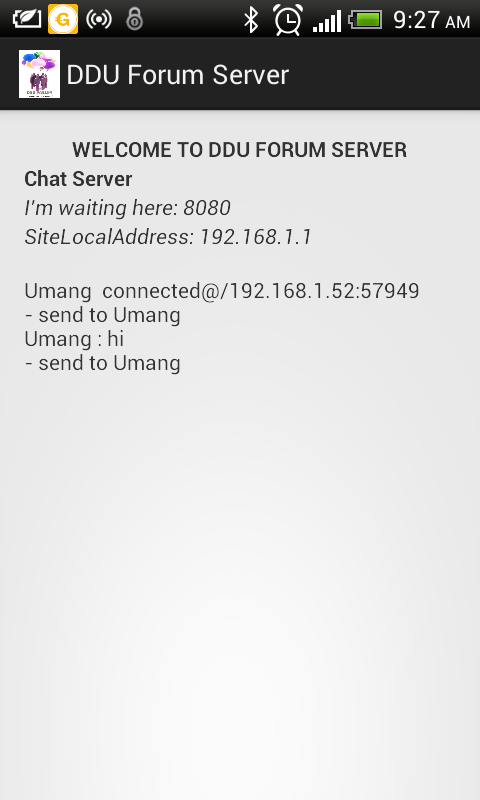 9:27 AM
DDU Forum Server
WELCOME TO DDU FORUM SERVER
Chat Server
I'm waiting here: 8080
SiteLocalAddress: 192.168.1.1
Umang  connected@/192.168.1.52:57949
- send to Umang
Umang : hi
- send to Umang